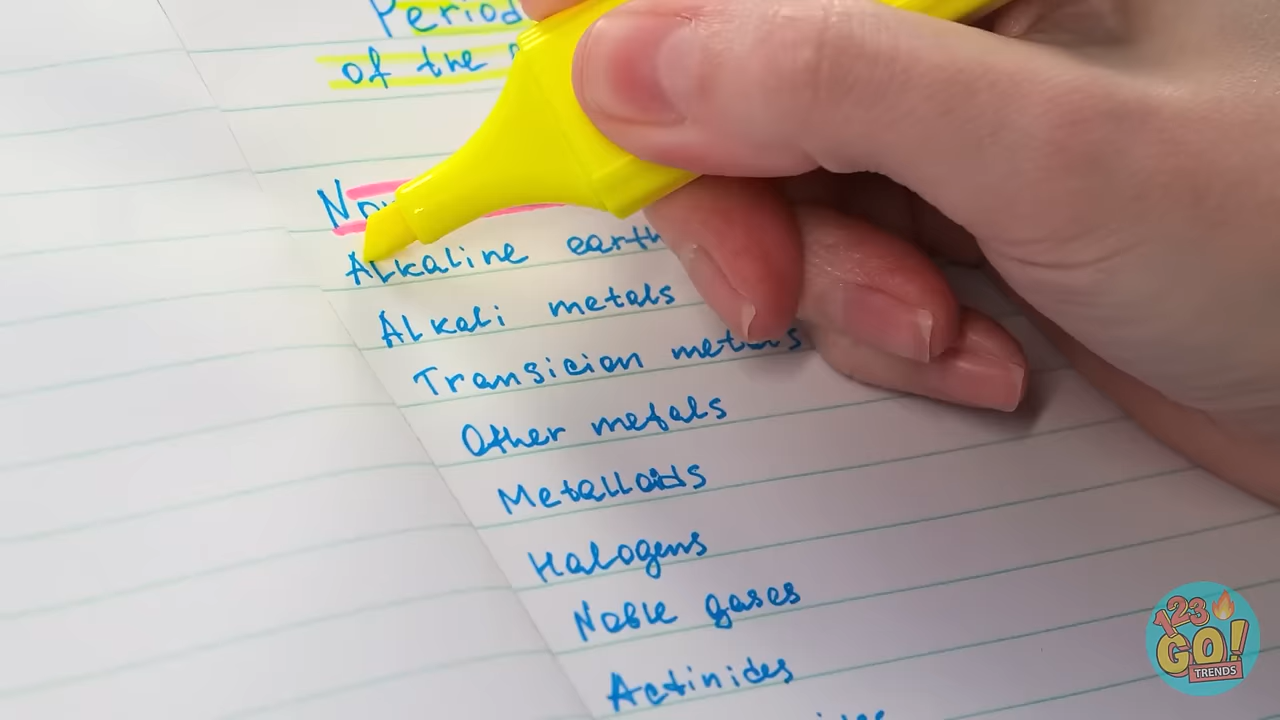 Period
of the
Alkaline earth
Alkali metals
Transicion metals
Other metals
Metalloids
Halogens
Noble gases
Actinides
123
GO!
TRENDS